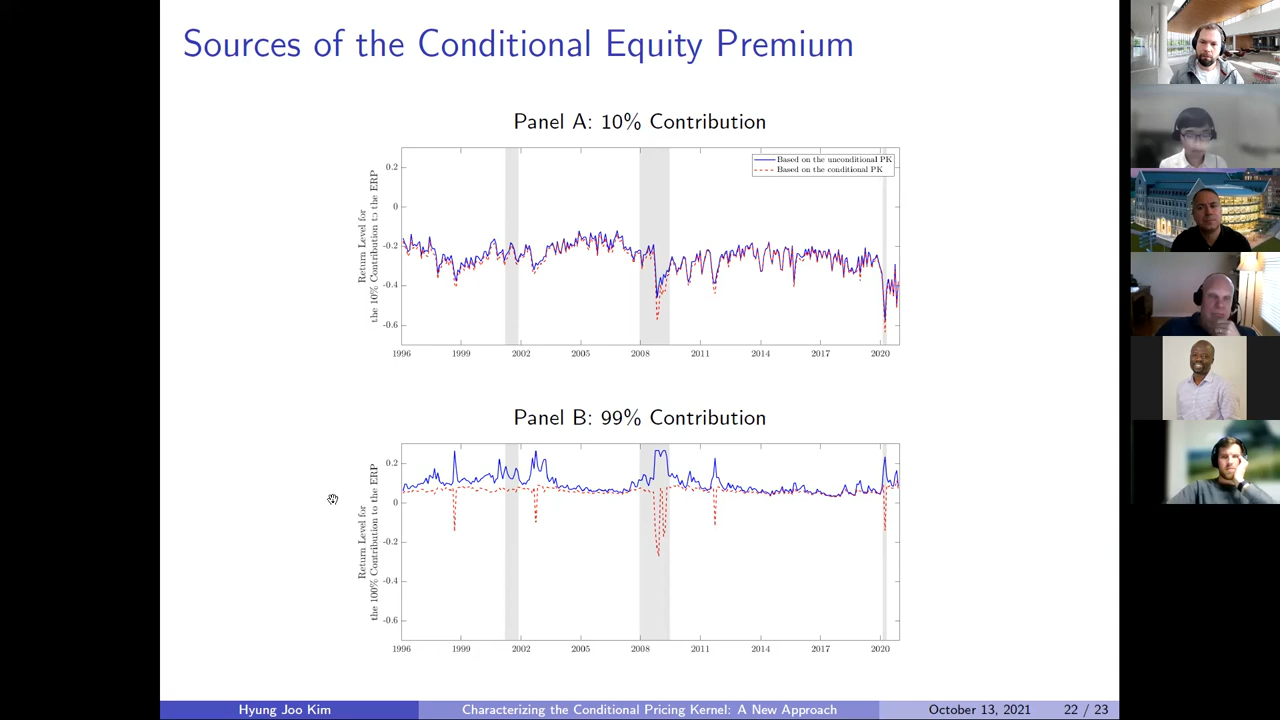 Sources of the Conditional Equity Premium
Panel A: 10% Contribution
Return Level for
the 10% Contribution to the ERP
0.2
0
-0.2
-0.4
-0.6
Based on the unconditional PK
Based on the conditional PK
1996 1999 2002 2005 2008 2011 2014 2017 2020
Panel B: 99% Contribution
Return Level for
the 100% Contribution to the ERP
0.2
0
-0.2
-0.4
-0.6
1996 1999 2002 2005 2008 2011 2014 2017 2020
Hyung Joo Kim Characterizing the Conditional Pricing Kernel: A New Approach October 13, 2021 22 / 23